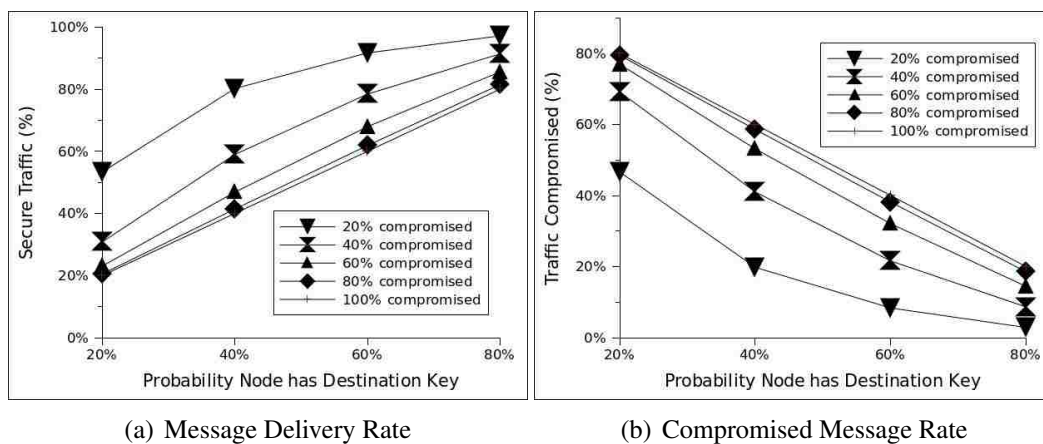 100%
80%
60%
40%
20%
0%
Secure Traffic (%)
20% compromised
40% compromised
60% compromised
80% compromised
100% compromised
20%
40%
60%
80%
Probability Node has Destination Key
(a) Message Delivery Rate
80%
60%
40%
20%
0%
Traffic Compromised (%)
20% compromised
40% compromised
60% compromised
80% compromised
100% compromised
20%
40%
60%
80%
Probability Node has Destination Key
(b) Compromised Message Rate